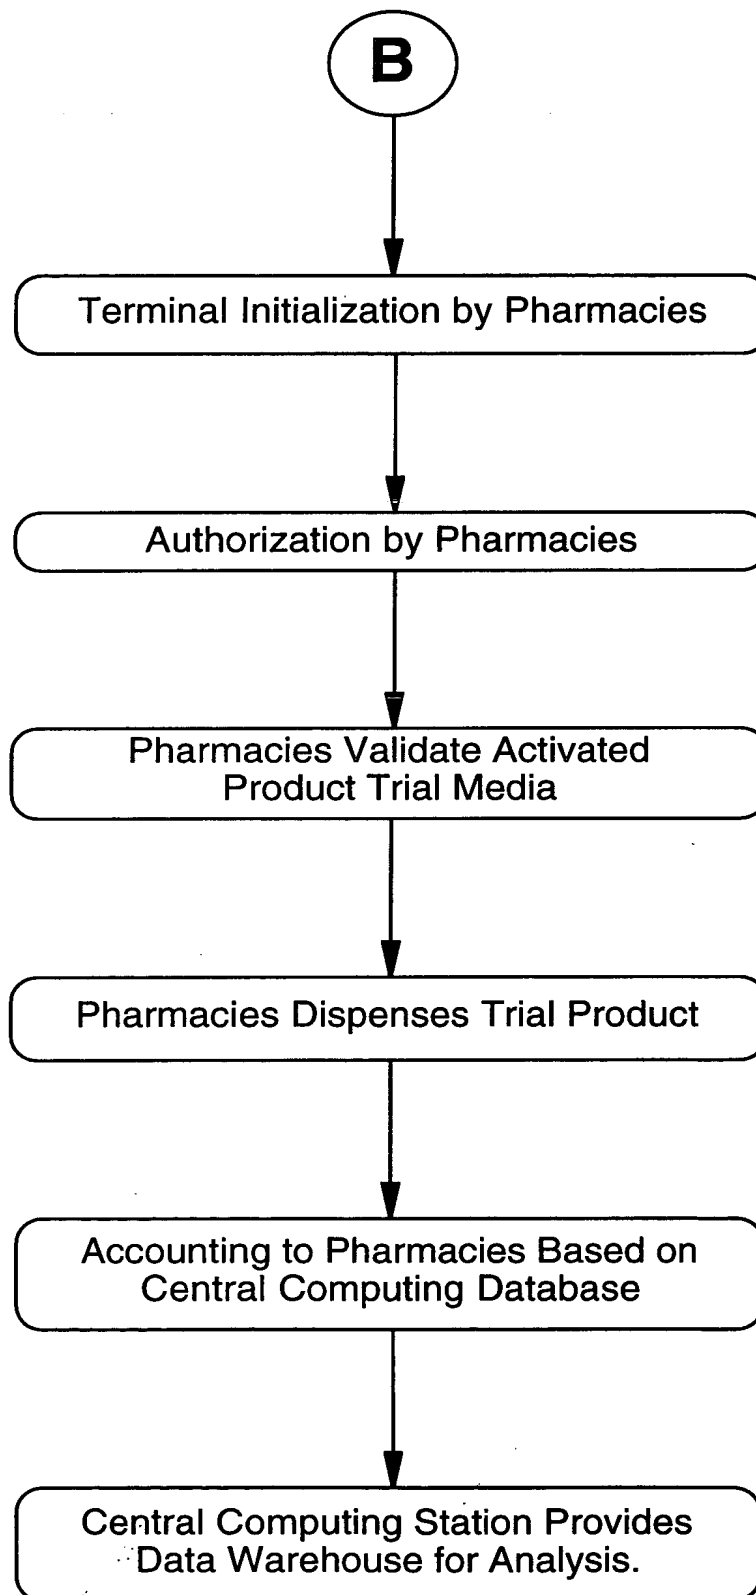 B
Terminal Initialization by Pharmacies
Authorization by Pharmacies
Pharmacies Validate Activated
Product Trial Media
Pharmacies Dispenses Trial Product
Accounting to Pharmacies Based on
Central Computing Database
Central Computing Station Provides
Data Warehouse for Analysis.